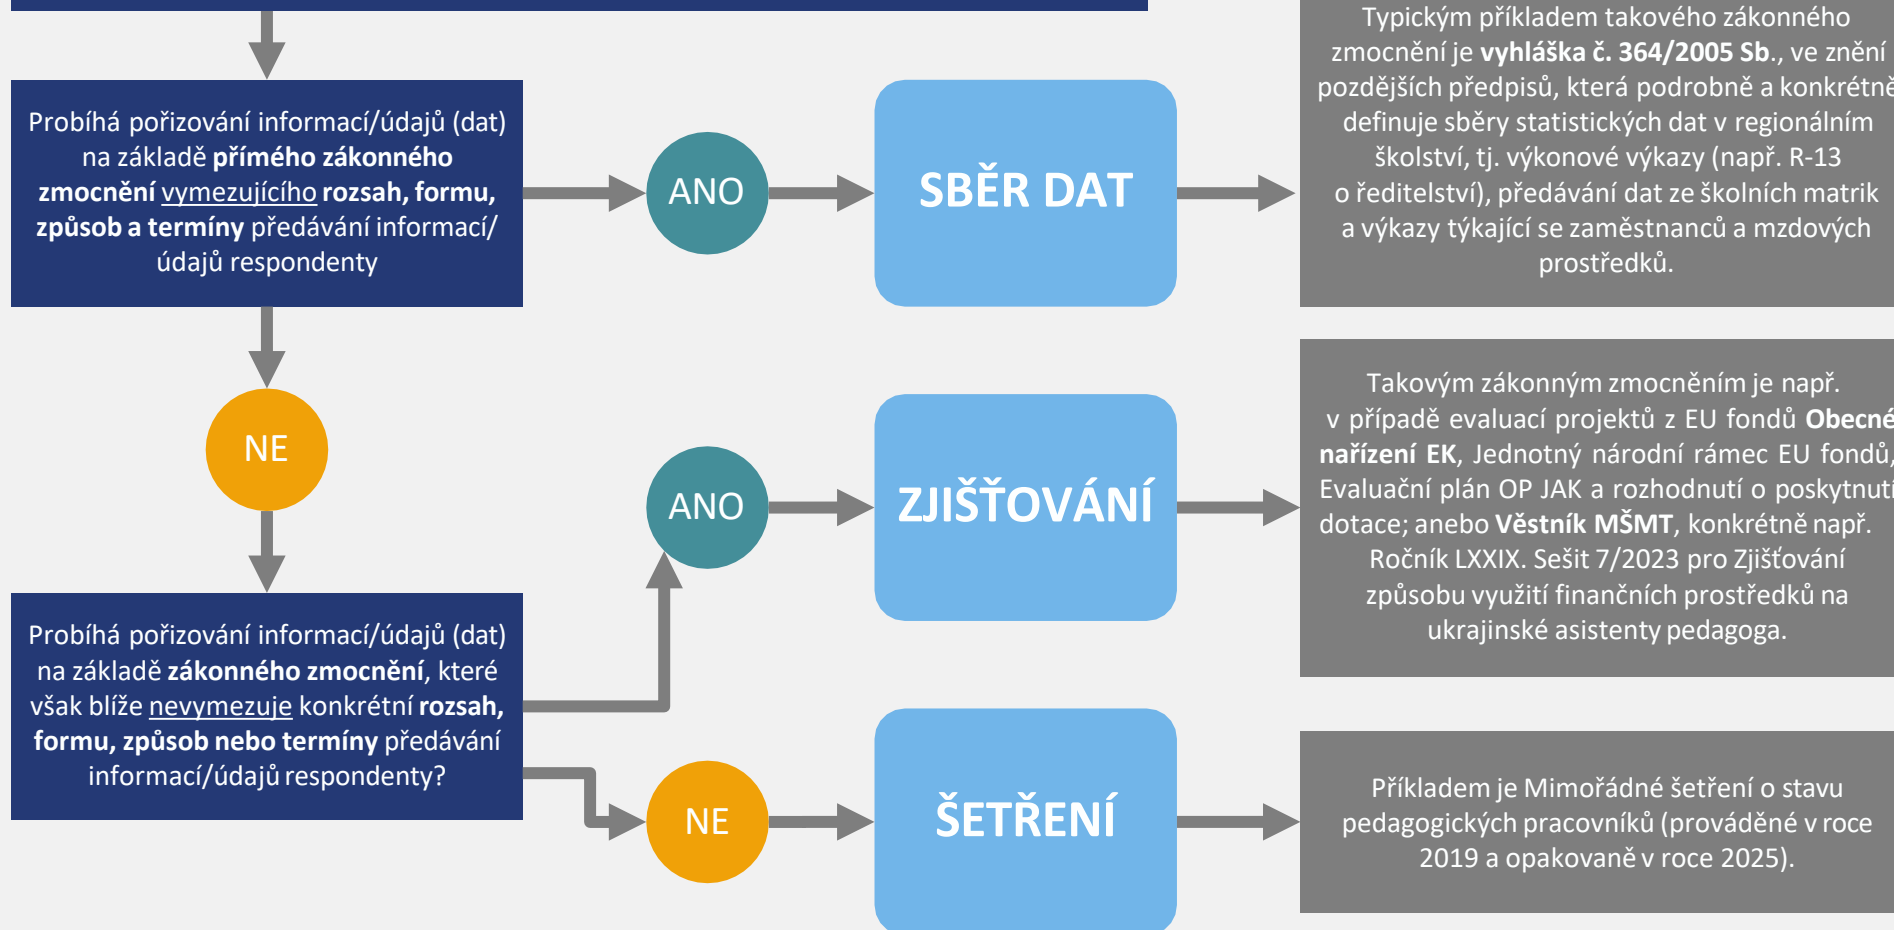 Probíhá pořizování informací/údajů (dat)
na základě přímého zákonného
zmocnění vymezujícího rozsah, formu,
způsob a termíny předávání informací/
údajů respondenty
ANO
SBĚR DAT
Typickým příkladem takového zákonného
zmocnění je vyhláška č. 364/2005 Sb., ve znění
pozdějších předpisů, která podrobně a konkrétně
definuje sběry statistických dat v regionálním
školství, tj. výkonové výkazy (např. R-13
o ředitelství), předávání dat ze školních matrik
a výkazy týkající se zaměstnanců a mzdových
prostředků.
NE
Probíhá pořizování informací/údajů (dat)
na základě zákonného zmocnění, které
však blíže nevymezuje konkrétní rozsah,
formu, způsob nebo termíny předávání
informací/údajů respondenty?
ANO
ZJIŠŤOVÁNÍ
Takovým zákonným zmocněním je např.
v případě evaluací projektů z EU fondů Obecné
nařízení EK, Jednotný národní rámec EU fondů,
Evaluační plán OP JAK a rozhodnutí o poskytnutí
dotace; anebo Věstník MŠMT, konkrétně např.
Ročník LXXIX. Sešit 7/2023 pro Zjišťování
způsobu využití finančních prostředků na
ukrajinské asistenty pedagoga.
NE
ŠETŘENÍ
Příkladem je Mimořádné šetření o stavu
pedagogických pracovníků (prováděné v roce
2019 a opakovaně v roce 2025).